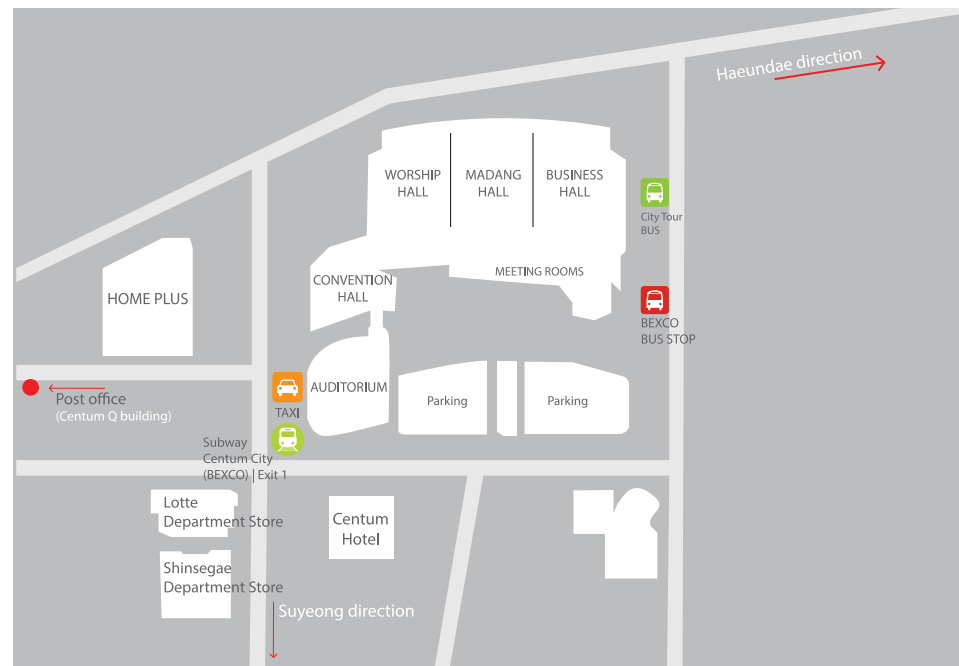 Haeundae direction
WORSHIP
HALL
MADANG
HALL
BUSINESS
HALL
City Tour
BUS
MEETING ROOMS
CONVENTION
HALL
HOME PLUS
BEXCO
BUS STOP
AUDITORIUM
Parking
Parking
TAXI
Post office
(Centum Q building)
Subway
Centum City
(BEXCO) | Exit 1
Lotte
Department Store
Centum
Hotel
Shinsegae
Department Store
Suyeong direction